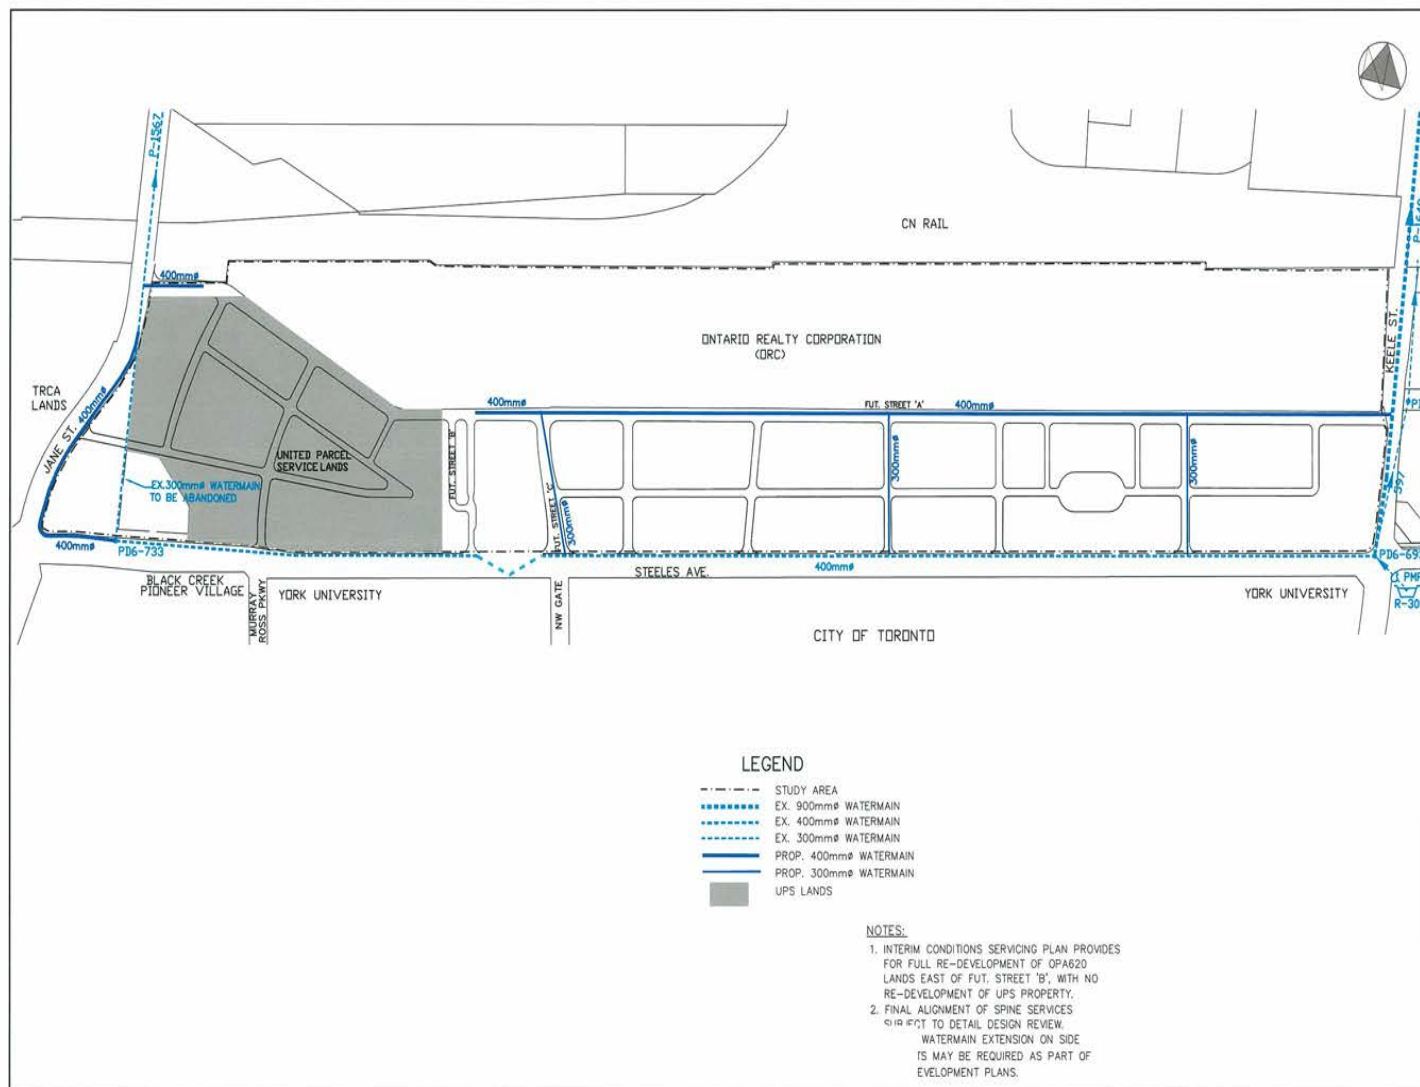 P-1567
CN RAIL
400mmø
KEELE ST.
ONTARIO REALTY CORPORATION
(ORC)
TRCA
LANDS
JANE ST.
400mmø
400mmø
FUT. STREET 'A'
400mmø
FUT. STREET 'B'
UNITED PARCEL
SERVICE LANDS
300mmø
300mmø
EX.300mmø WATERMAIN
TO BE ABANDONED
FUT. STREET 'C'
300mmø
597
400mmø
PD6-733
STEELES AVE.
400mmø
BLACK CREEK
PIONEER VILLAGE
MURRAY
ROSS PKWY
YORK UNIVERSITY
NW GATE
YORK UNIVERSITY
R-30
CITY OF TORONTO
LEGEND
STUDY AREA
EX. 900mmø WATERMAIN
EX. 400mmø WATERMAIN
EX. 300mmø WATERMAIN
PROP. 400mmø WATERMAIN
PROP. 300mmø WATERMAIN
UPS LANDS
NOTES:
1. INTERIM CONDITIONS SERVICING PLAN PROVIDES
FOR FULL RE-DEVELOPMENT OF OPA620
LANDS EAST OF FUT. STREET 'B', WITH NO
RE-DEVELOPMENT OF UPS PROPERTY.
2. FINAL ALIGNMENT OF SPINE SERVICES
SUBJECT TO DETAIL DESIGN REVIEW.
WATERMAIN EXTENSION ON SIDE
TS MAY BE REQUIRED AS PART OF
EVELOPMENT PLANS.